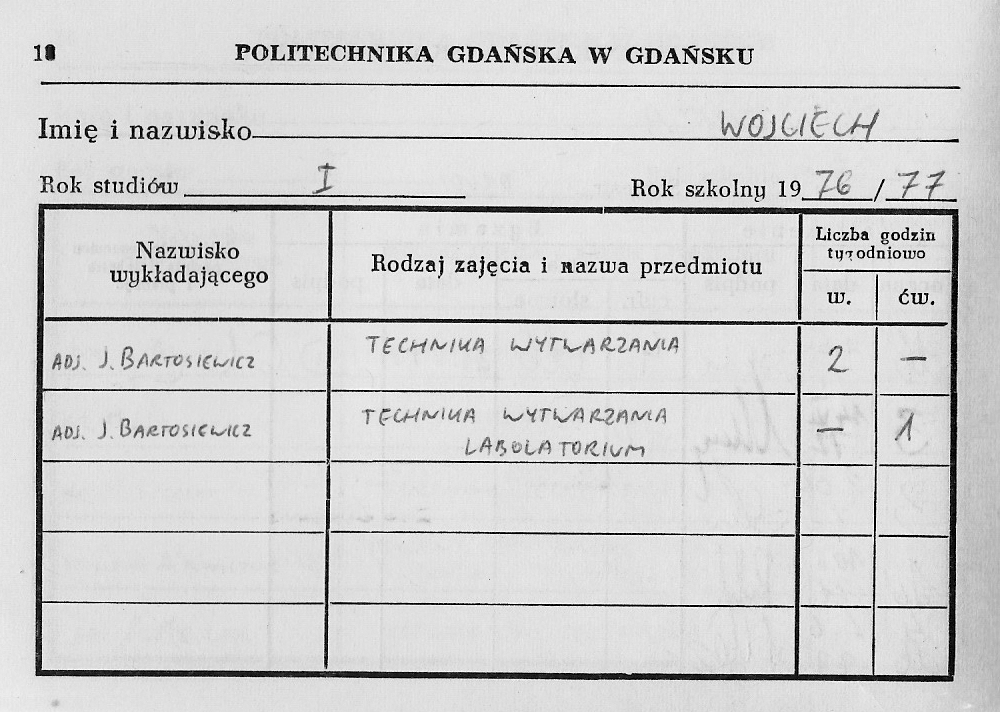 18 POLITECHNIKA GDAŃSKA W GDAŃSKU
Imię i nazwisko WOJCIECH
Rok studiów I Rok szkolny 1976/77
Nazwisko wykładającego
Rodzaj zajęcia i nazwa przedmiotu
Liczba godzin tygodniowo
w. ćw.
ADJ. J. BARTOSIEWICZ TECHNIKA WYTWARZANIA 2 —
ADJ. J. BARTOSIEWICZ TECHNIKA WYTWARZANIA — 1
LABOLATORIUM